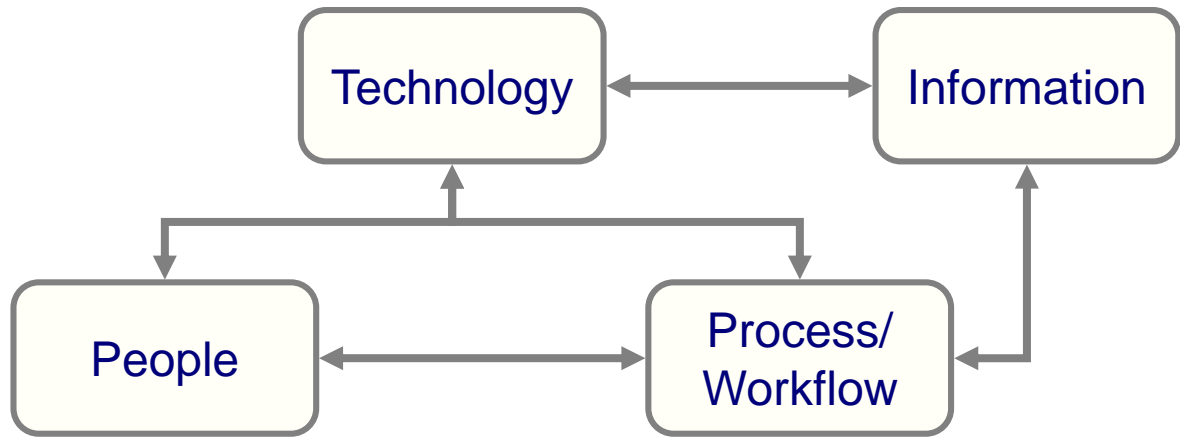 Technology
Information
People
Process/
Workflow